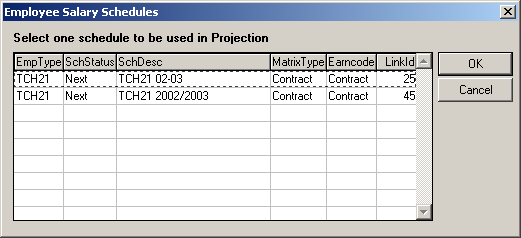 Employee Salary Schedules
Select one schedule to be used in Projection
EmpType SchStatus SchDesc MatrixType Earncode LinkId
TCH21 Next TCH21 02-03 Contract Contract 25
TCH21 Next TCH21 2002/2003 Contract Contract 45
OK
Cancel